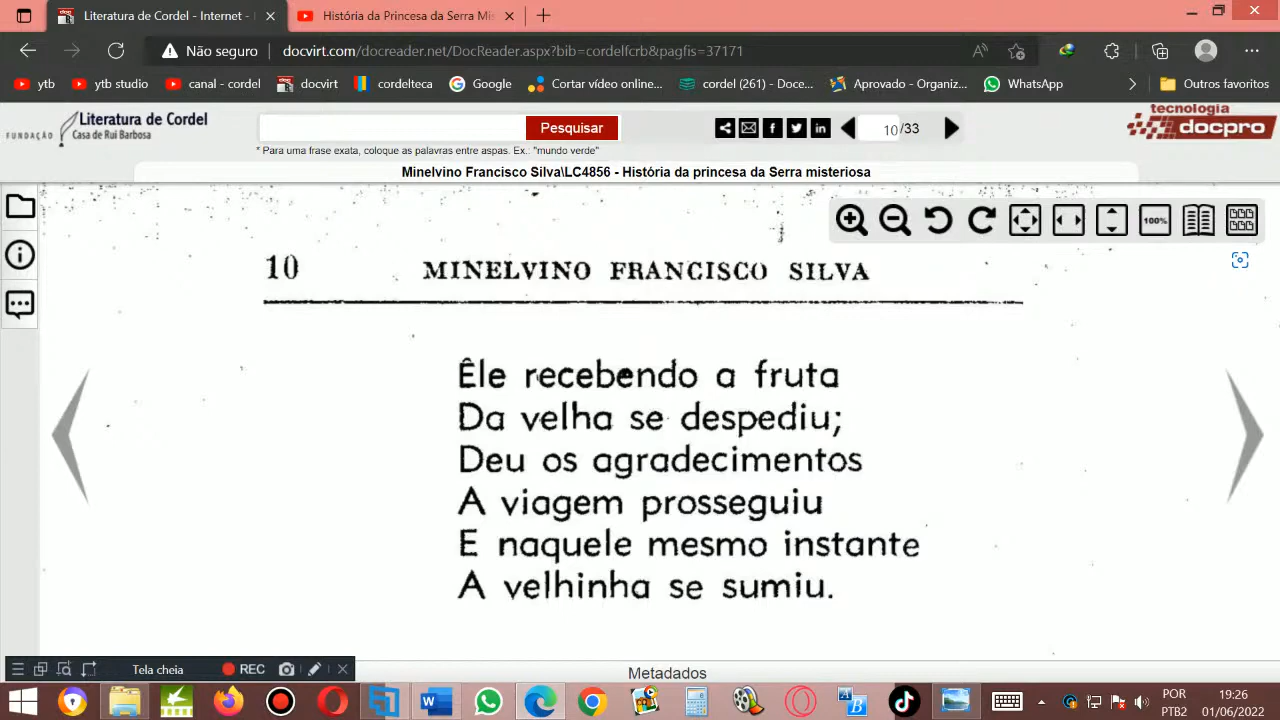 Literatura de Cordel - Internet -
História da Princesa da Serra Mis
Não seguro
docvirt.com/docreader.net/DocReader.aspx?bib=cordelfcrb&pagfis=37171
ytb
ytb studio
canal - cordel
docvirt
cordelteca
Google
Cortar vídeo online...
cordel (261) - Doce...
Aprovado - Organiz...
WhatsApp
Outros favoritos
FUNDAÇÃO
Literatura de Cordel
Casa de Rui Barbosa
Pesquisar
10 /33
tecnologia
docpro
* Para uma frase exata, coloque as palavras entre aspas. Ex.: "mundo verde"
Minelvino Francisco Silva\LC4856 - História da princesa da Serra misteriosa
100%
10 MINELVINO FRANCISCO SILVA
Êle recebendo a fruta
Da velha se despediu;
Deu os agradecimentos
A viagem prosseguiu
E naquele mesmo instante
A velhinha se sumiu.
Tela cheia
REC
Metadados
POR
PTB2
19:26
01/06/2022